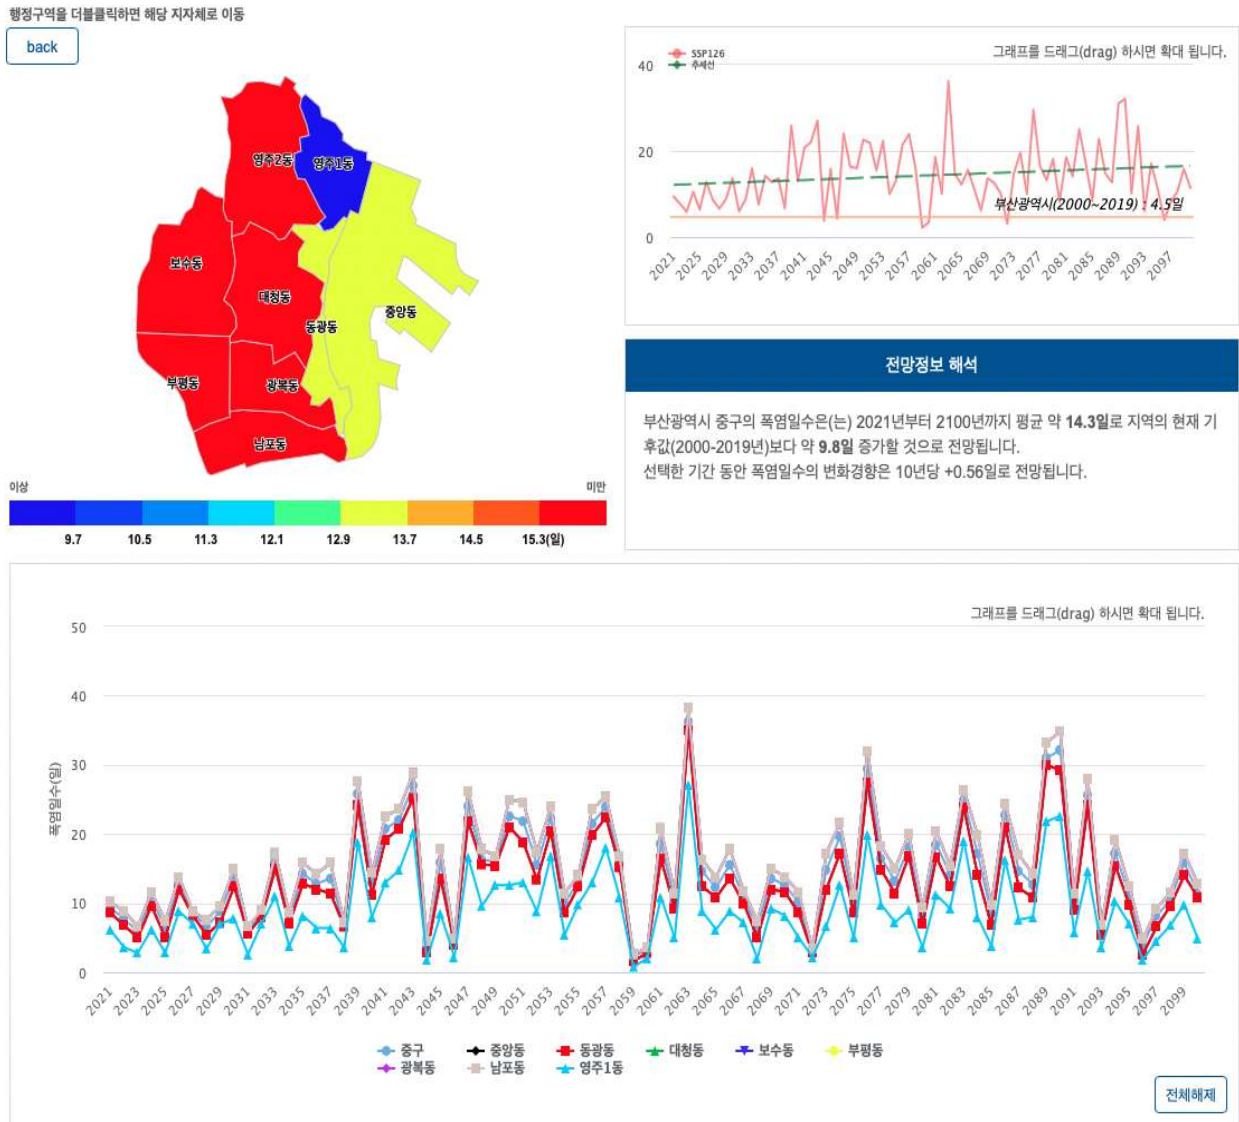 행정구역을 더블클릭하면 해당 지자체로 이동
back
영주2동
영주1동
보수동
대청동
중앙동
동광동
부평동
광복동
남포동
이상
미만
9.7 10.5 11.3 12.1 12.9 13.7 14.5 15.3(일)
SSP126
추세선
그래프를 드래그(drag) 하시면 확대 됩니다.
40
20
0
부산광역시(2000~2019) : 4.5일
2021 2025 2029 2033 2037 2041 2045 2049 2053 2057 2061 2065 2069 2073 2077 2081 2085 2089 2093 2097
전망정보 해석
부산광역시 중구의 폭염일수은(는) 2021년부터 2100년까지 평균 약 14.3일로 지역의 현재 기
후값(2000-2019년)보다 약 9.8일 증가할 것으로 전망됩니다.
선택한 기간 동안 폭염일수의 변화경향은 10년당 +0.56일로 전망됩니다.
그래프를 드래그(drag) 하시면 확대 됩니다.
폭염일수(일)
50
40
30
20
10
0
2021 2023 2025 2027 2029 2031 2033 2035 2037 2039 2041 2043 2045 2047 2049 2051 2053 2055 2057 2059 2061 2063 2065 2067 2069 2071 2073 2075 2077 2079 2081 2083 2085 2087 2089 2091 2093 2095 2097 2099
중구 중앙동 동광동 대청동 보수동 부평동
광복동 남포동 영주1동
전체해제